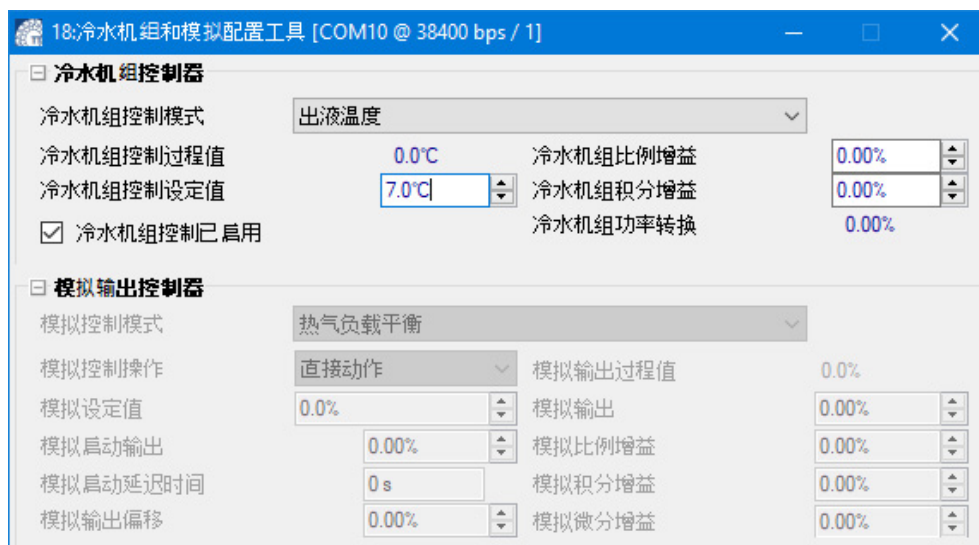 18:冷水机组和模拟配置工具 [COM10 @ 38400 bps / 1]
冷水机组控制器
冷水机组控制模式 出液温度
冷水机组控制过程值 0.0℃ 冷水机组比例增益 0.00%
冷水机组控制设定值 7.0℃ 冷水机组积分增益 0.00%
冷水机组控制已启用 冷水机组功率转换 0.00%
模拟输出控制器
模拟控制模式 热气负载平衡
模拟控制操作 直接动作 模拟输出过程值 0.0%
模拟设定值 0.0% 模拟输出 0.00%
模拟启动输出 0.00% 模拟比例增益 0.00%
模拟启动延迟时间 0 s 模拟积分增益 0.00%
模拟输出偏移 0.00% 模拟微分增益 0.00%